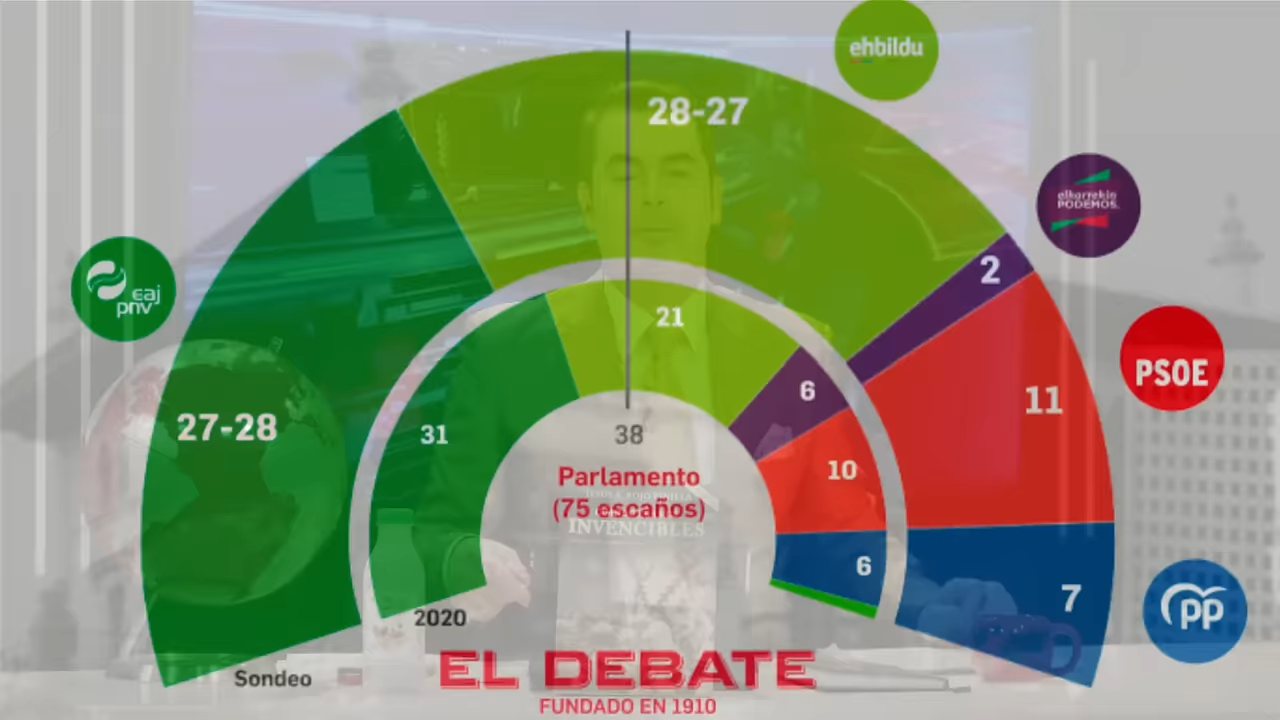 ehbildu
28-27
elkarrekin
PODEMOS.
2
eaj
pnv
21
PSOE
6
11
27-28
31
38
10
Parlamento
(75 escaños)
INVENCIBLES
6
7
pp
2020
Sondeo
EL DEBATE
FUNDADO EN 1910